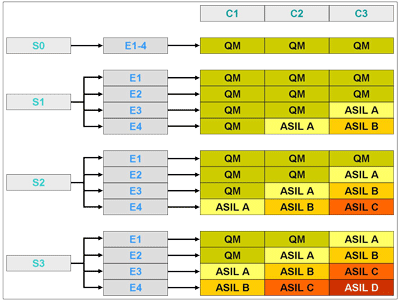 C1 C2 C3
S0 E1-4 QM QM QM
E1 QM QM QM
S1 E2 QM QM QM
E3 QM QM ASIL A
E4 QM ASIL A ASIL B
E1 QM QM QM
S2 E2 QM QM ASIL A
E3 QM ASIL A ASIL B
E4 ASIL A ASIL B ASIL C
E1 QM QM ASIL A
S3 E2 QM ASIL A ASIL B
E3 ASIL A ASIL B ASIL C
E4 ASIL B ASIL C ASIL D